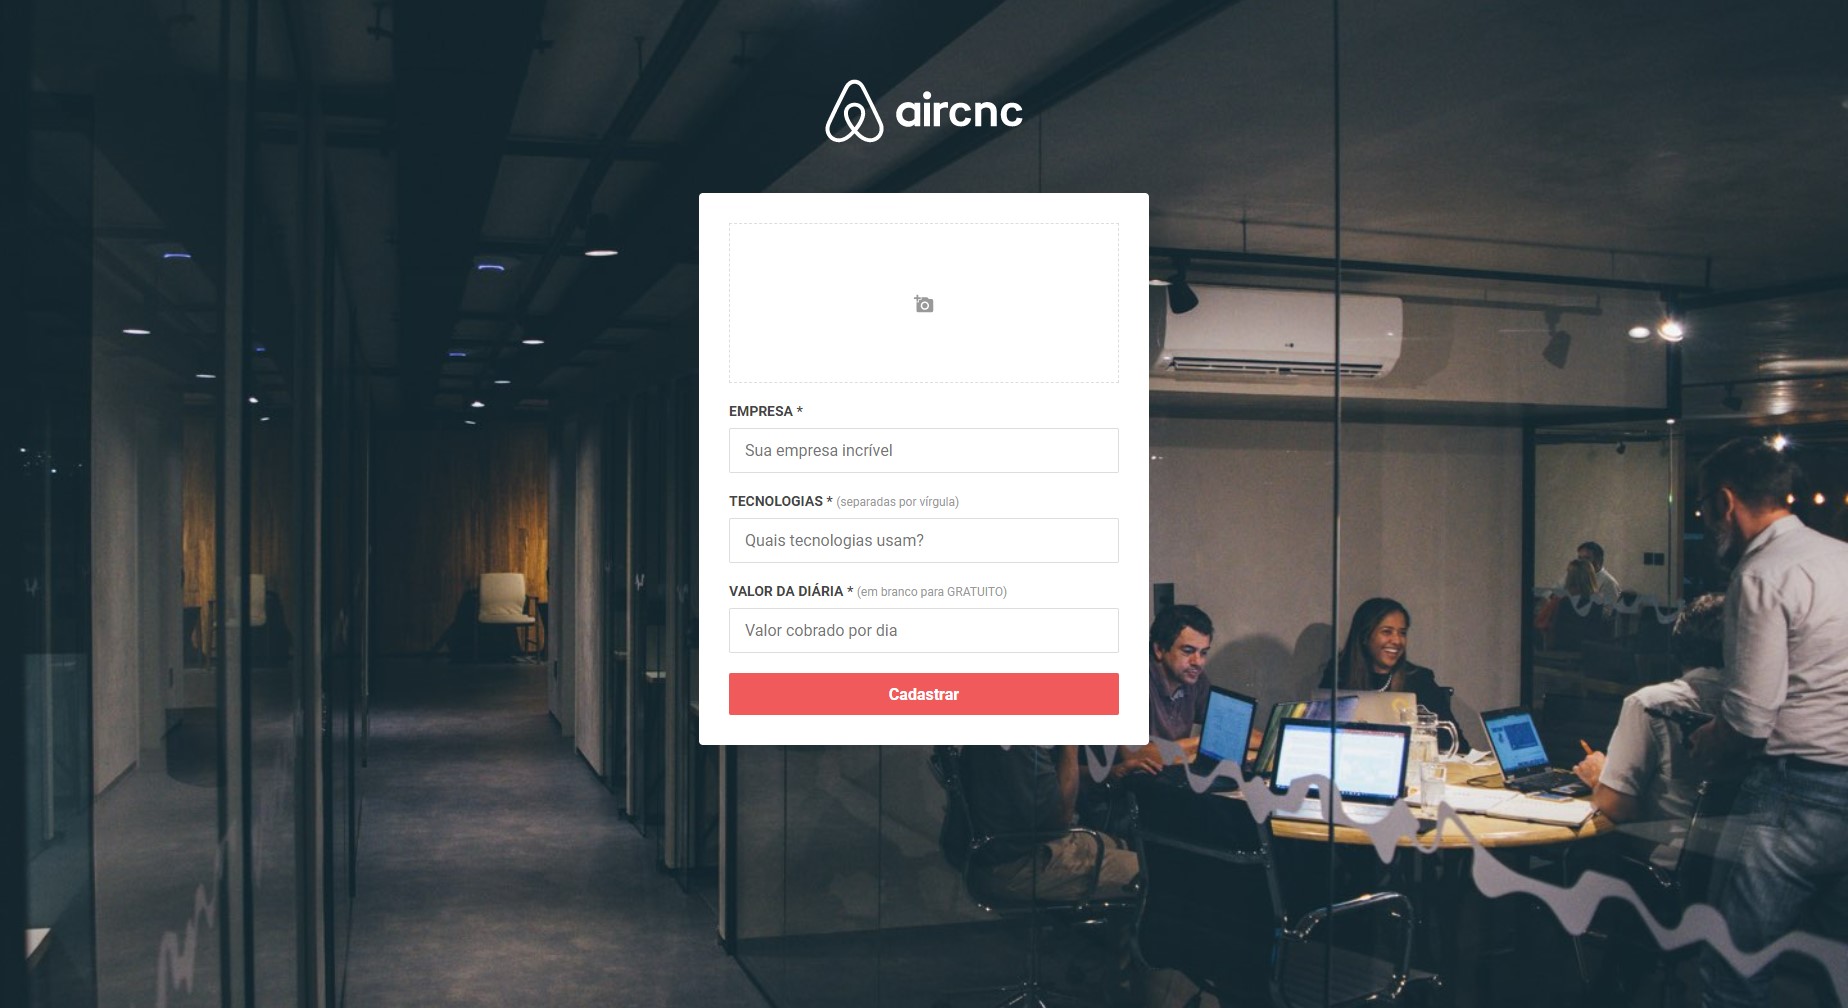 aircnc
EMPRESA *
Sua empresa incrível
TECNOLOGIAS * (separadas por vírgula)
Quais tecnologias usam?
VALOR DA DIÁRIA * (em branco para GRATUITO)
Valor cobrado por dia
Cadastrar